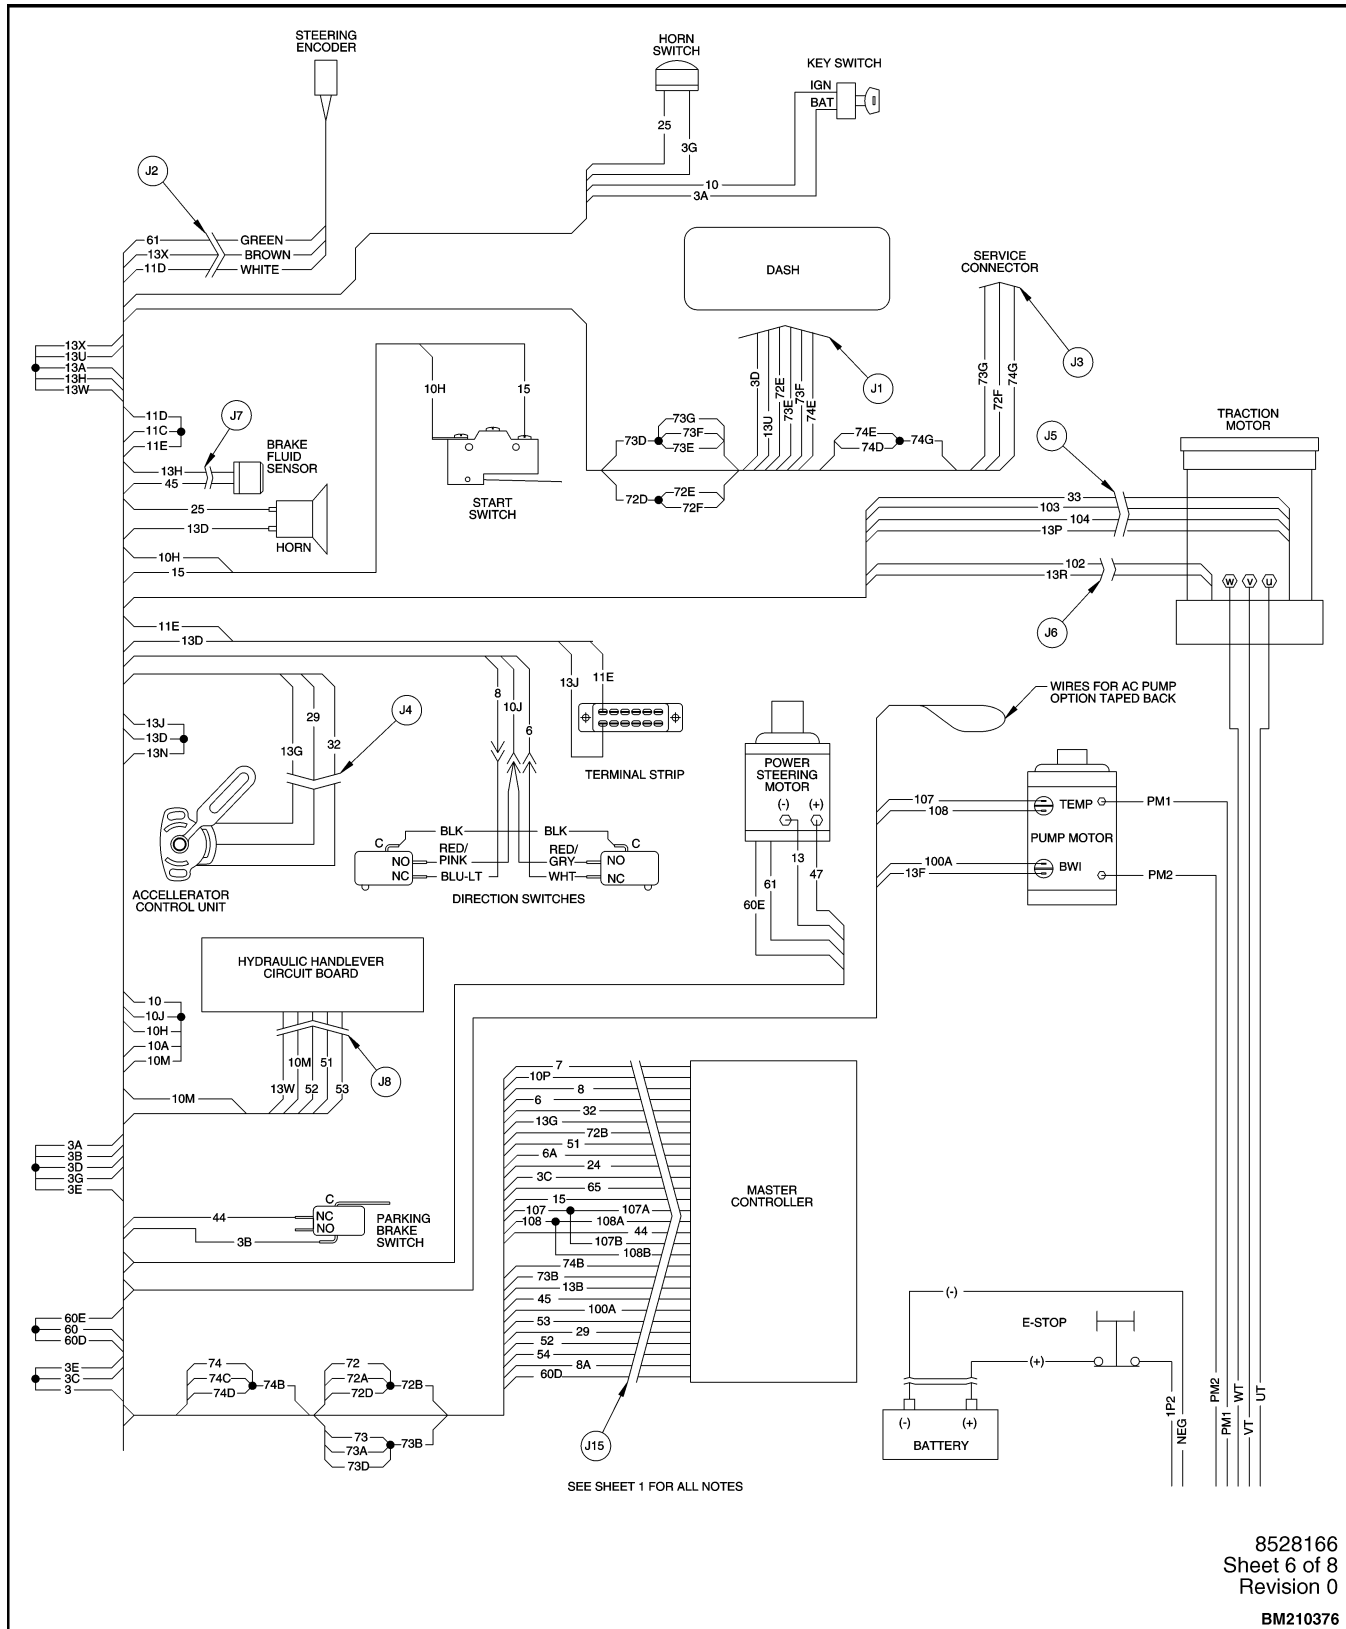 STEERING
ENCODER
HORN
SWITCH
KEY SWITCH
IGN
BAT
25
3G
10
3A
J2
61
GREEN
13X
BROWN
11D
WHITE
DASH
SERVICE
CONNECTOR
J3
J1
3D
13U
72E
73E
73F
74E
73G
72F
74G
13X
13U
13A
13H
13W
10H
15
11D
11C
11E
J7
BRAKE
FLUID
SENSOR
13H
45
START
SWITCH
73G
73D
73F
73E
72E
72D
72F
74E
74D
74G
TRACTION
MOTOR
J5
25
13D
HORN
33
103
104
13P
10H
15
102
13R
J6
w
v
u
11E
13D
13J
11E
8
10J
6
TERMINAL STRIP
WIRES FOR AC PUMP
OPTION TAPED BACK
J4
13G
29
32
13J
13D
13N
ACCELLERATOR
CONTROL UNIT
BLK
BLK
C
C
NO
NC
RED/
PINK
BLU-LT
RED/
GRY
WHT
NO
NC
DIRECTION SWITCHES
POWER
STEERING
MOTOR
(-)
(+)
13
47
61
60E
107
108
TEMP
PM1
PUMP MOTOR
100A
13F
BWI
PM2
HYDRAULIC HANDLEVER
CIRCUIT BOARD
10
10J
10H
10A
10M
13W
10M
52
51
53
J8
10M
3A
3B
3D
3G
3E
C
44
NC
NO
3B
PARKING
BRAKE
SWITCH
7
10P
8
6
32
13G
72B
51
6A
24
3C
65
15
107
107A
108
108A
44
107B
108B
74B
73B
13B
45
100A
53
29
52
54
8A
60D
MASTER
CONTROLLER
J15
60E
60
60D
3E
3C
3
74
74C
74D
74B
72
72A
72D
72B
73
73A
73D
73B
(-)
E-STOP
(+)
(-)
(+)
BATTERY
1P2
NEG
PM2
PM1
WT
VT
UT
SEE SHEET 1 FOR ALL NOTES
8528166
Sheet 6 of 8
Revision 0
BM210376